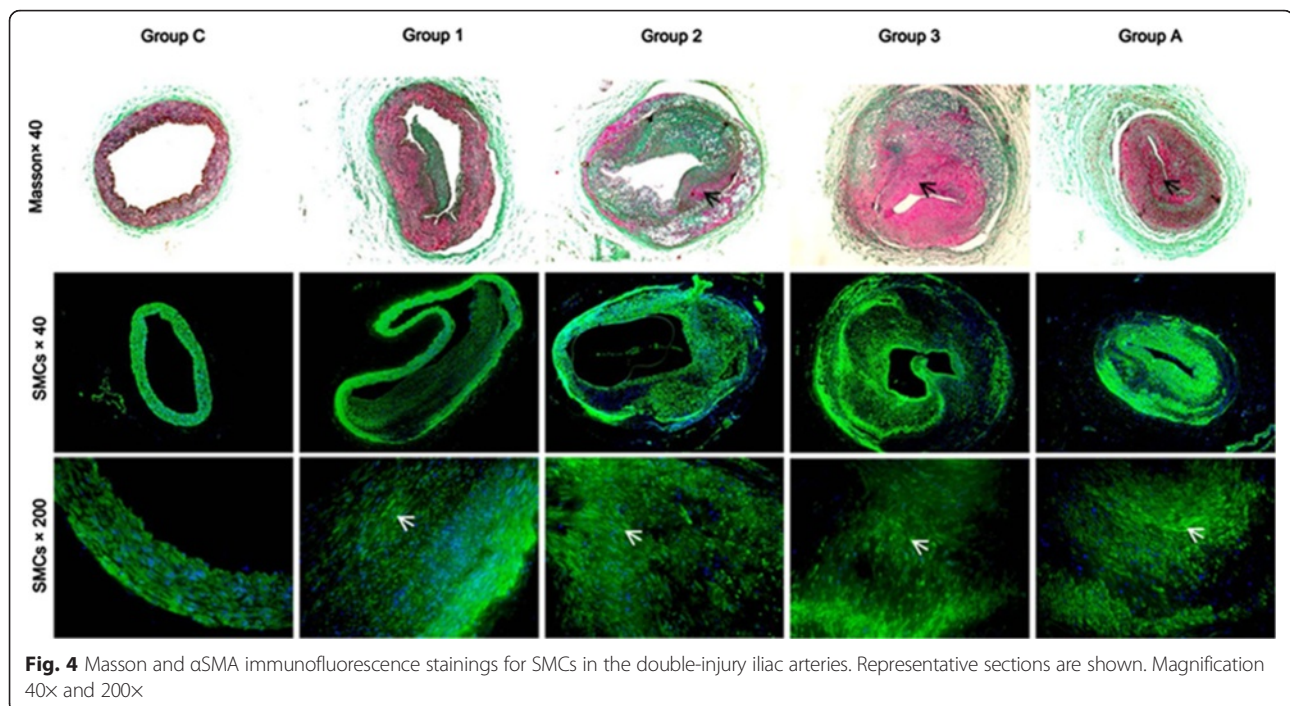 Group C Group 1 Group 2 Group 3 Group A
Masson× 40
SMCs × 40
SMCs × 200
Fig. 4 Masson and αSMA immunofluorescence stainings for SMCs in the double-injury iliac arteries. Representative sections are shown. Magnification
40× and 200×